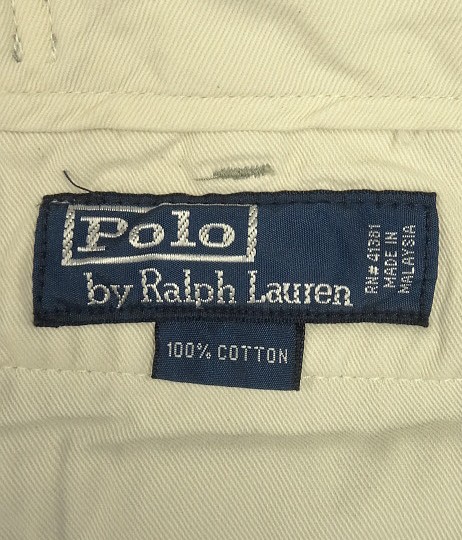 Polo
by Ralph Lauren
RN# 41381
MADE IN
MALAYSIA
100% COTTON